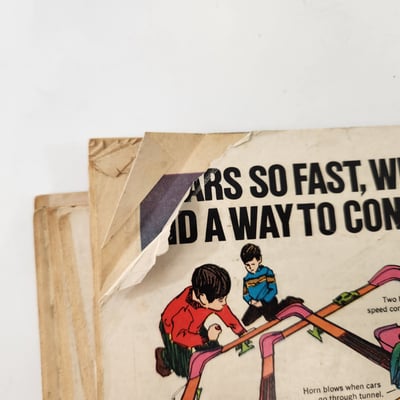 ARS SO FAST, W
D A WAY TO CON
Two
speed co
Horn blows when cars
go through tunnel.